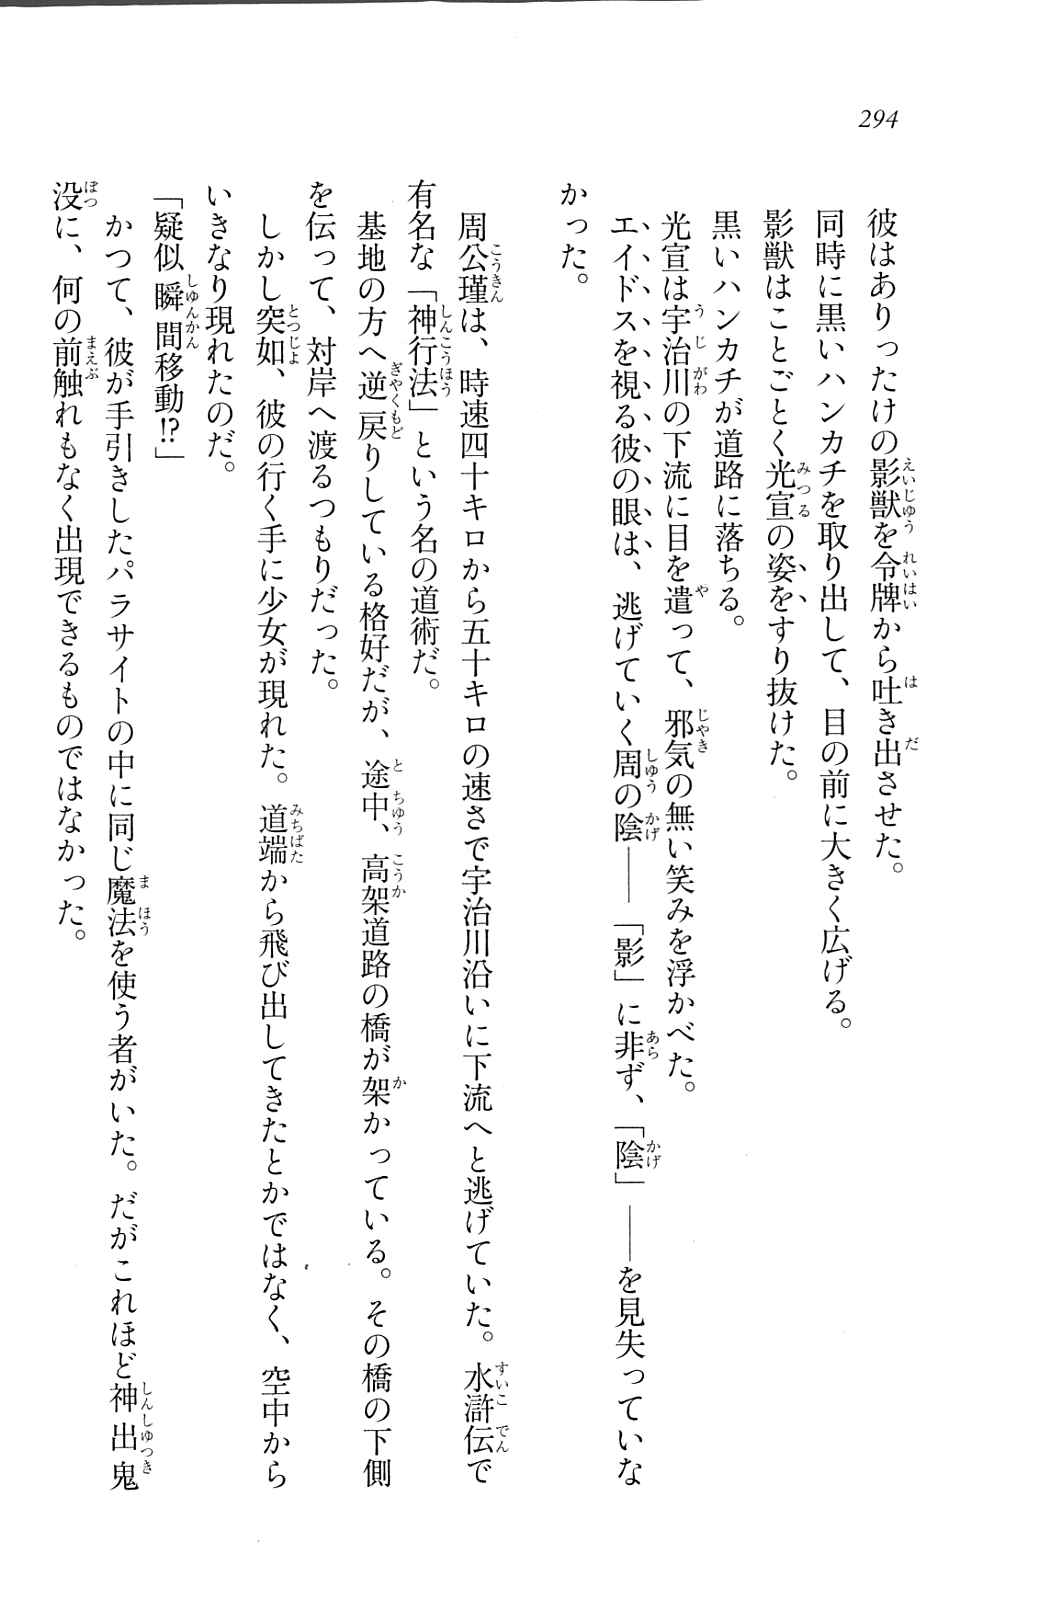 294
彼はありったけの影獣を令牌から吐き出させた。
同時に黒いハンカチを取り出して、目の前に大きく広げる。
影獣はことごとく光宣の姿をすり抜けた。
黒いハンカチが道路に落ちる。
光宣は宇治川の下流に目を遣って、邪気の無い笑みを浮かべた。
エイドスを視る彼の眼は、逃げていく周の陰――「影」に非ず、「陰」――を見失っていな
かった。
周公瑾は、時速四十キロから五十キロの速さで宇治川沿いに下流へと逃げていた。水滸伝で
有名な「神行法」という名の道術だ。
基地の方へ逆戻りしている格好だが、途中、高架道路の橋が架かっている。その橋の下側
を伝って、対岸へ渡るつもりだった。
しかし突如、彼の行く手に少女が現れた。道端から飛び出してきたとかではなく、空中から
いきなり現れたのだ。
「疑似瞬間移動!?」
かつて、彼が手引きしたパラサイトの中に同じ魔法を使う者がいた。だがこれほど神出鬼
没に、何の前触れもなく出現できるものではなかった。